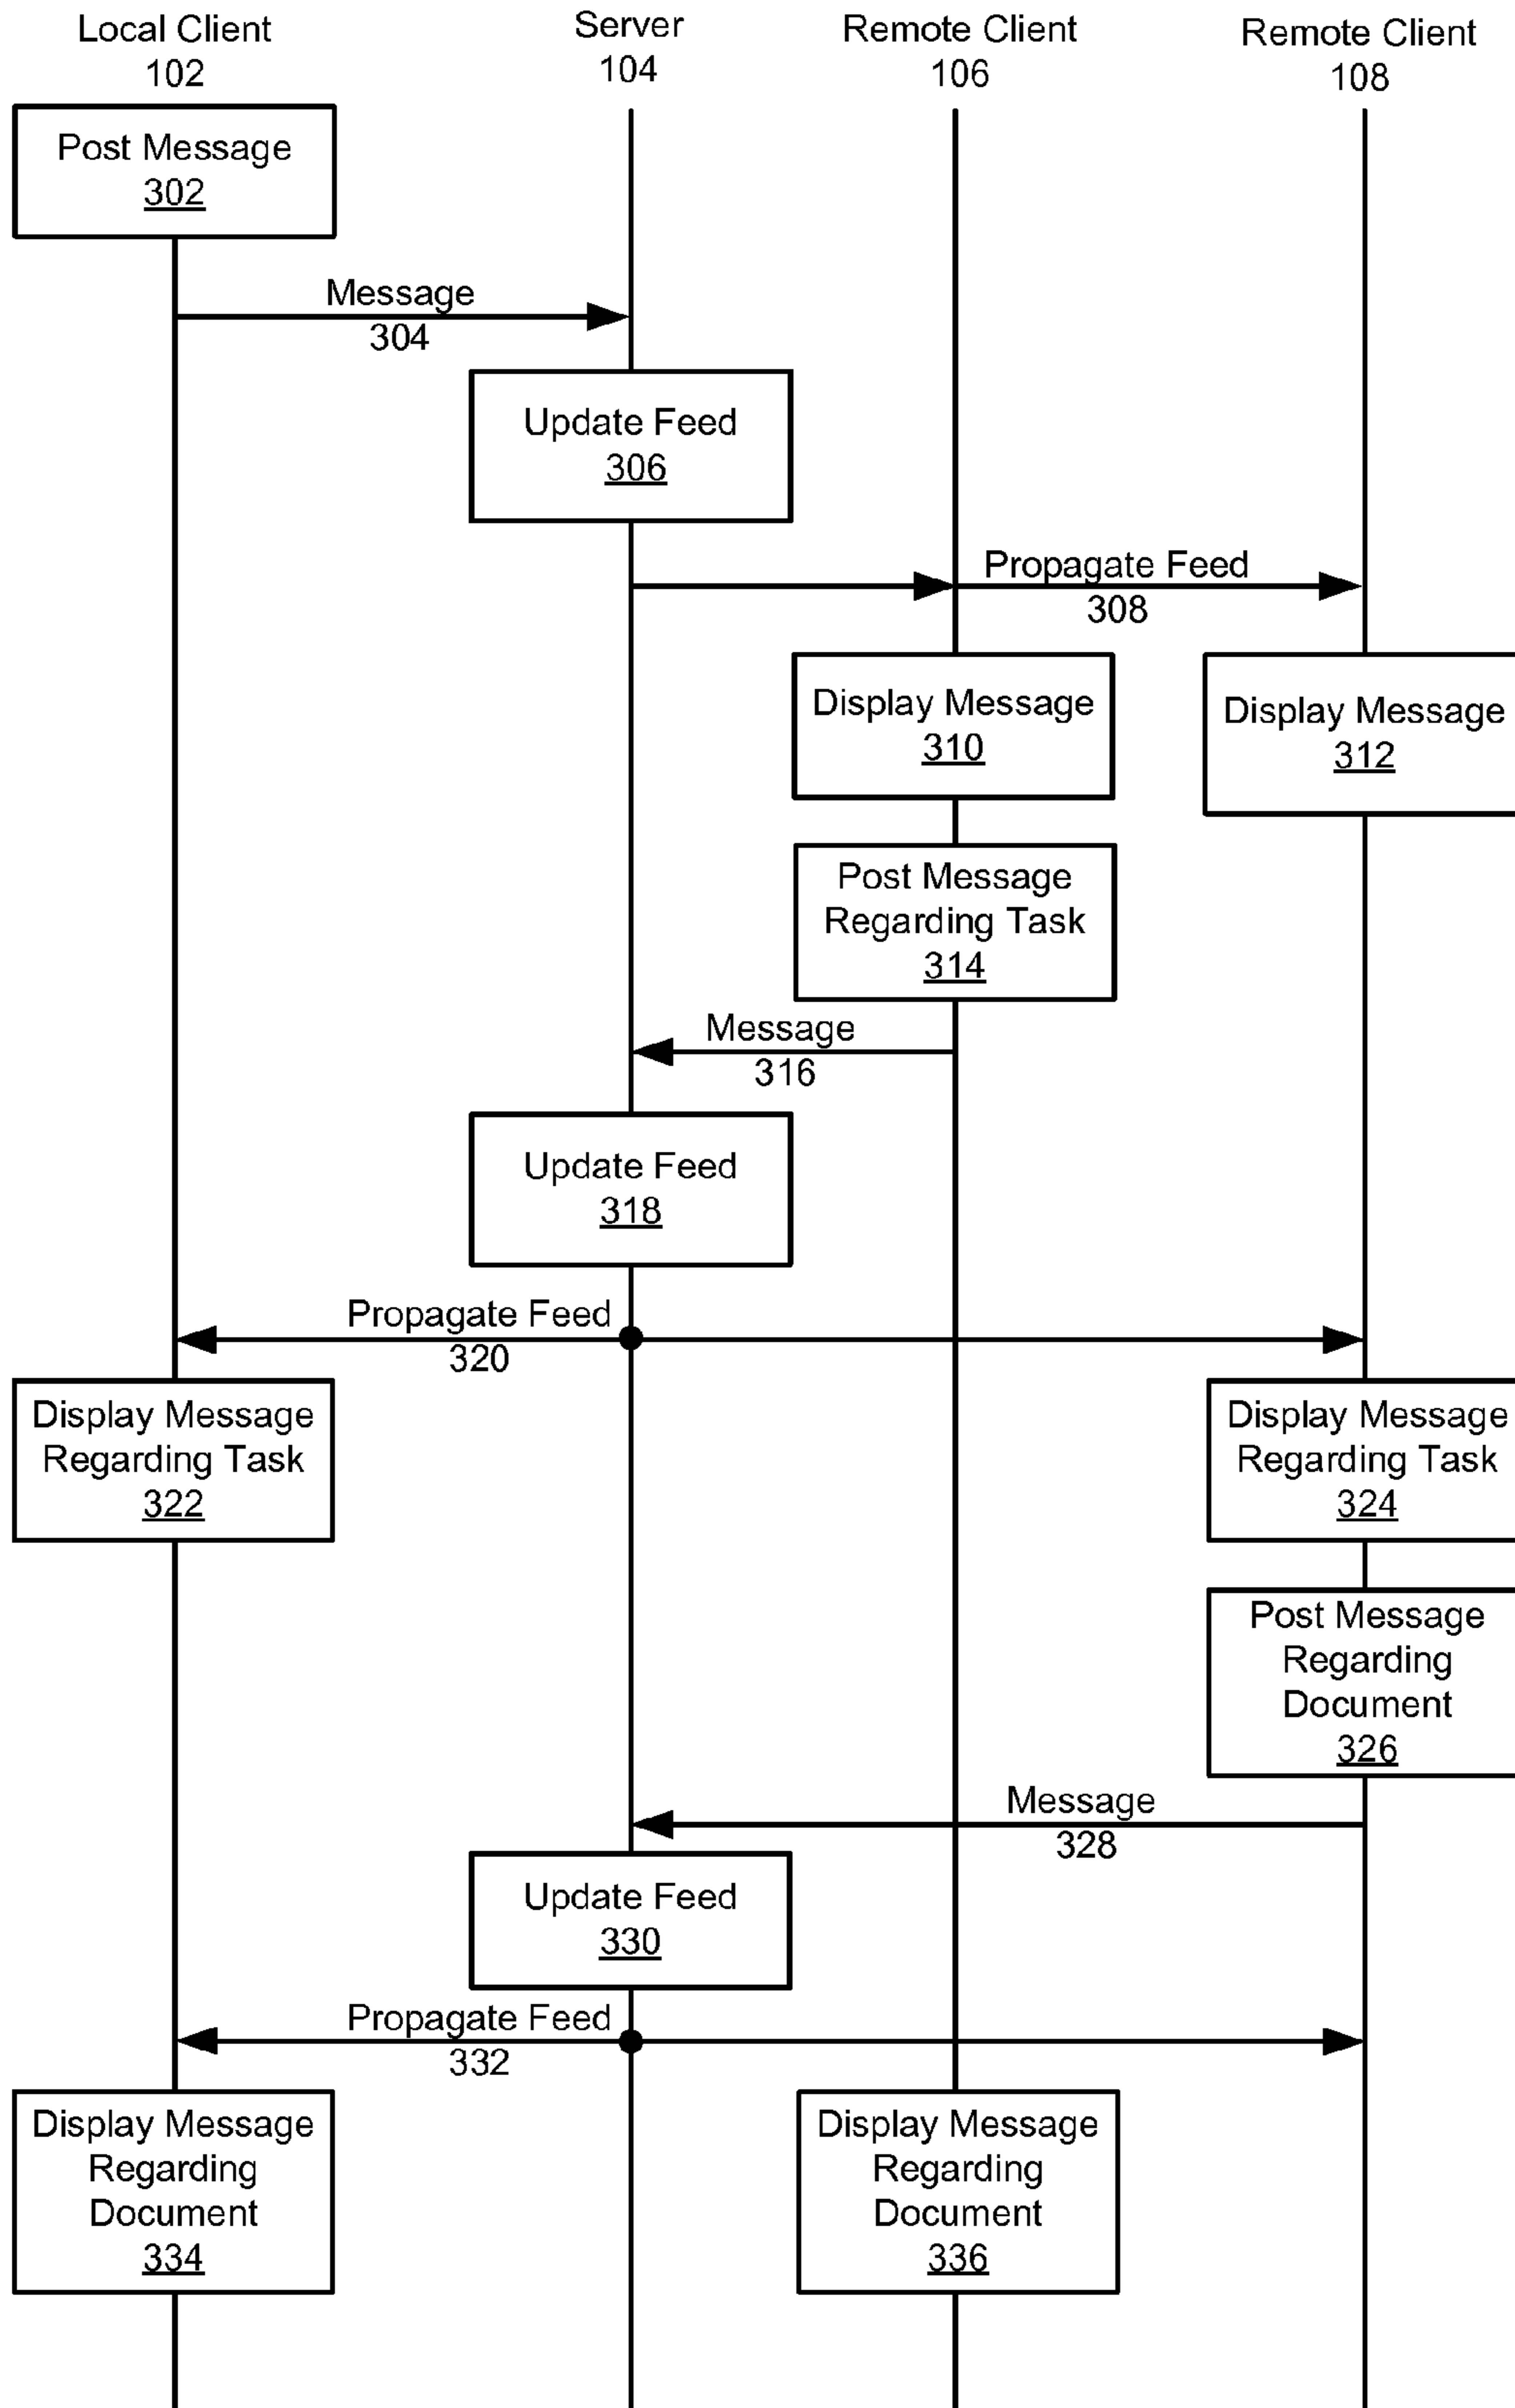 Local Client
102
Server
104
Remote Client
106
Remote Client
108
Post Message
302
Message
304
Update Feed
306
Propagate Feed
308
Display Message
310
Display Message
312
Post Message
Regarding Task
314
Message
316
Update Feed
318
Propagate Feed
320
Display Message
Regarding Task
322
Display Message
Regarding Task
324
Post Message
Regarding
Document
326
Message
328
Update Feed
330
Propagate Feed
332
Display Message
Regarding
Document
334
Display Message
Regarding
Document
336